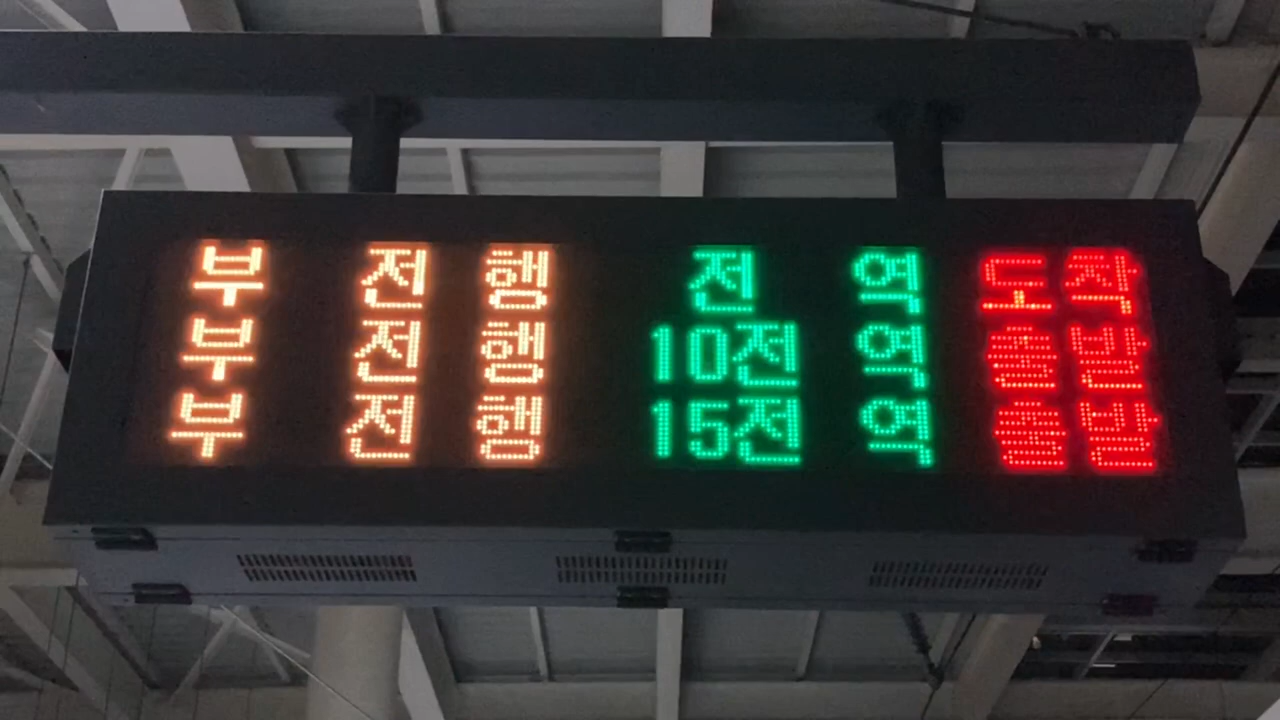 부 전 행 전 역 도착
부 전 행 10전 역 출발
부 전 행 15전 역 출발